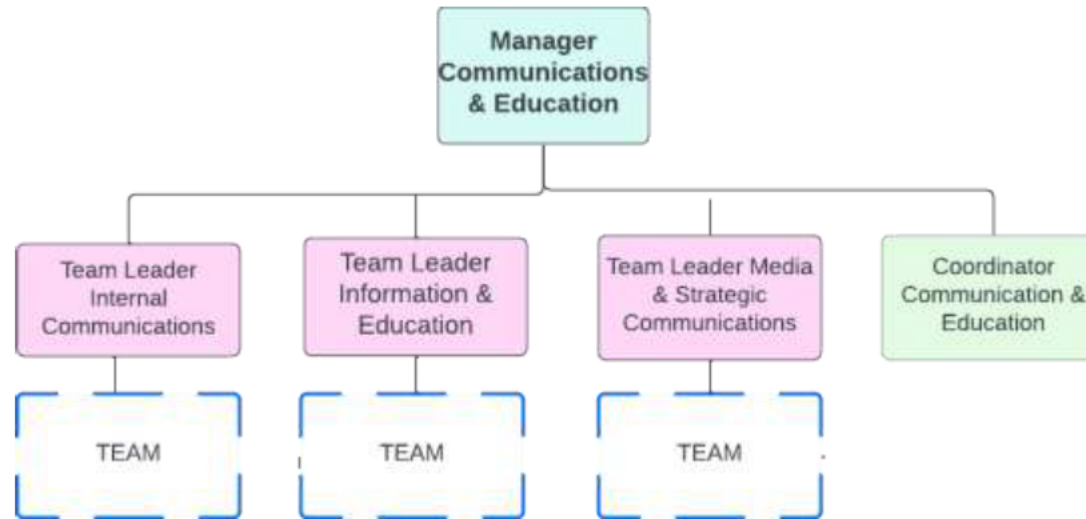 Manager
Communications
& Education
Team Leader
Internal
Communications
Team Leader
Information &
Education
Team Leader Media
& Strategic
Communications
Coordinator
Communication &
Education
TEAM
TEAM
TEAM